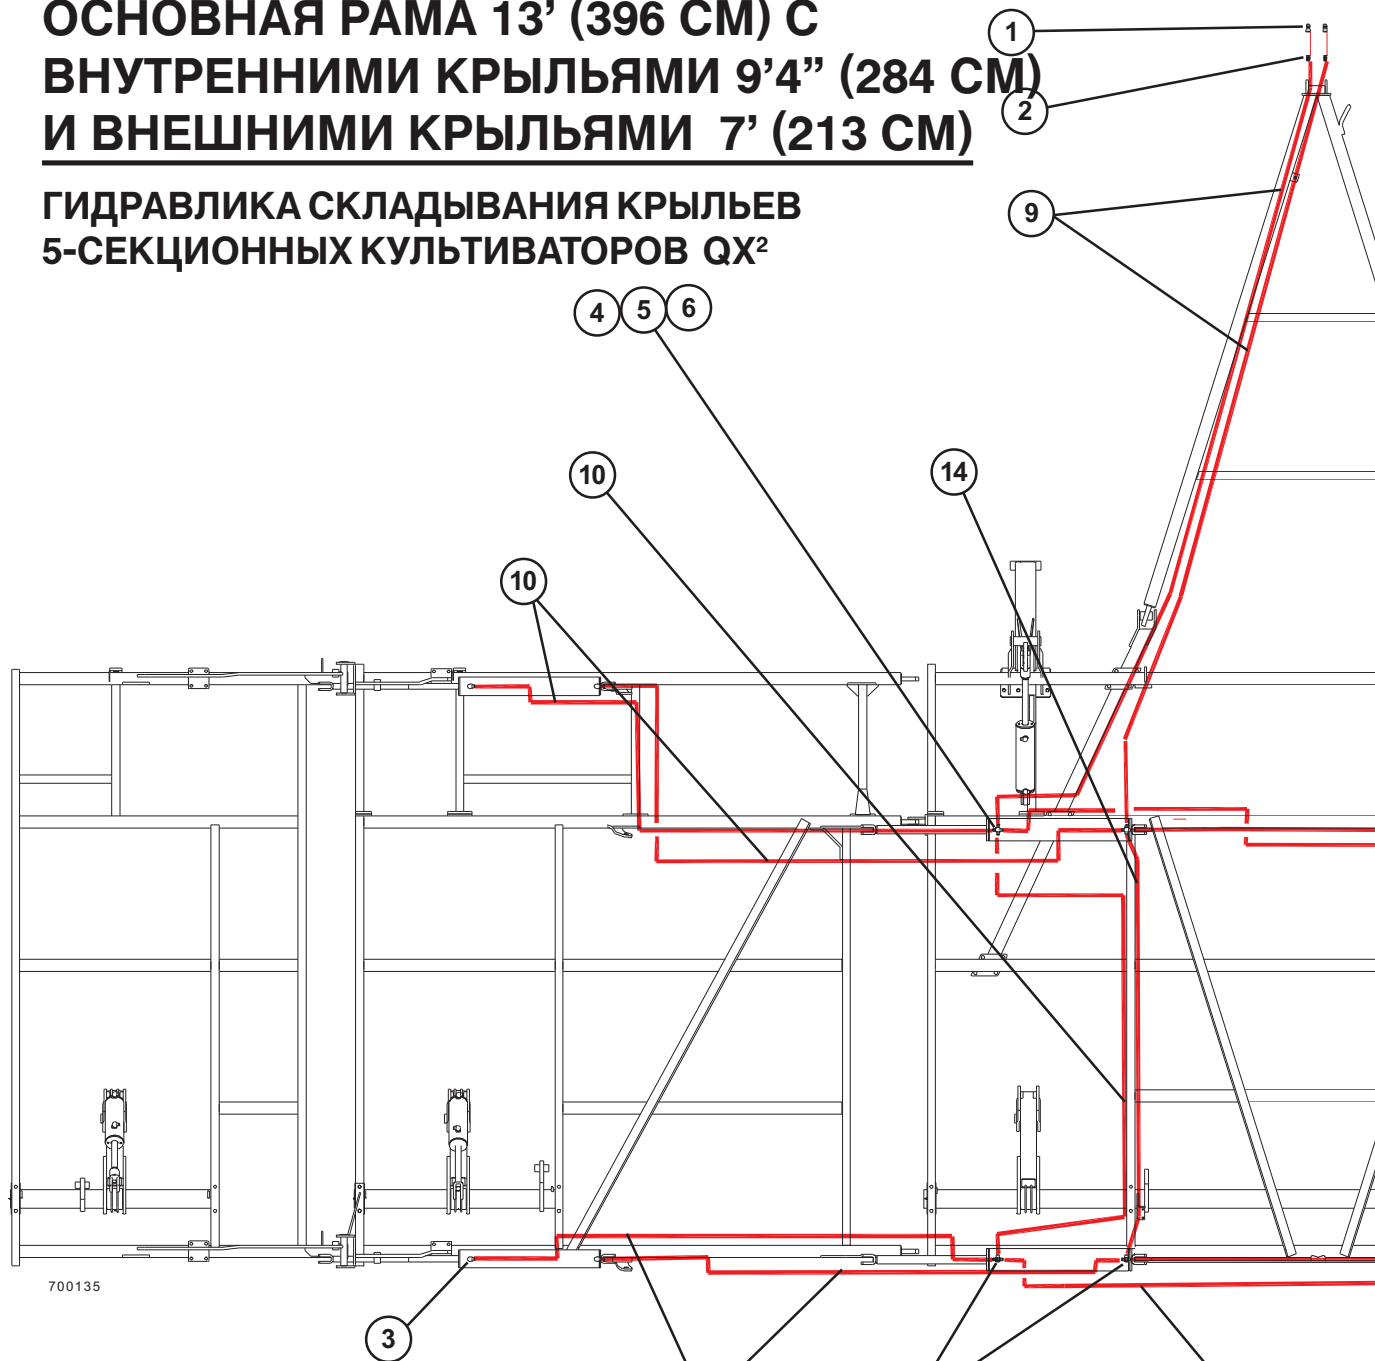 ОСНОВНАЯ РАМА 13’ (396 СМ) С
ВНУТРЕННИМИ КРЫЛЬЯМИ 9’4” (284 СМ)
И ВНЕШНИМИ КРЫЛЬЯМИ 7’ (213 СМ)
ГИДРАВЛИКА СКЛАДЫВАНИЯ КРЫЛЬЕВ
5-СЕКЦИОННЫХ КУЛЬТИВАТОРОВ QX²
1
2
9
4 5 6
10
14
10
700135
3